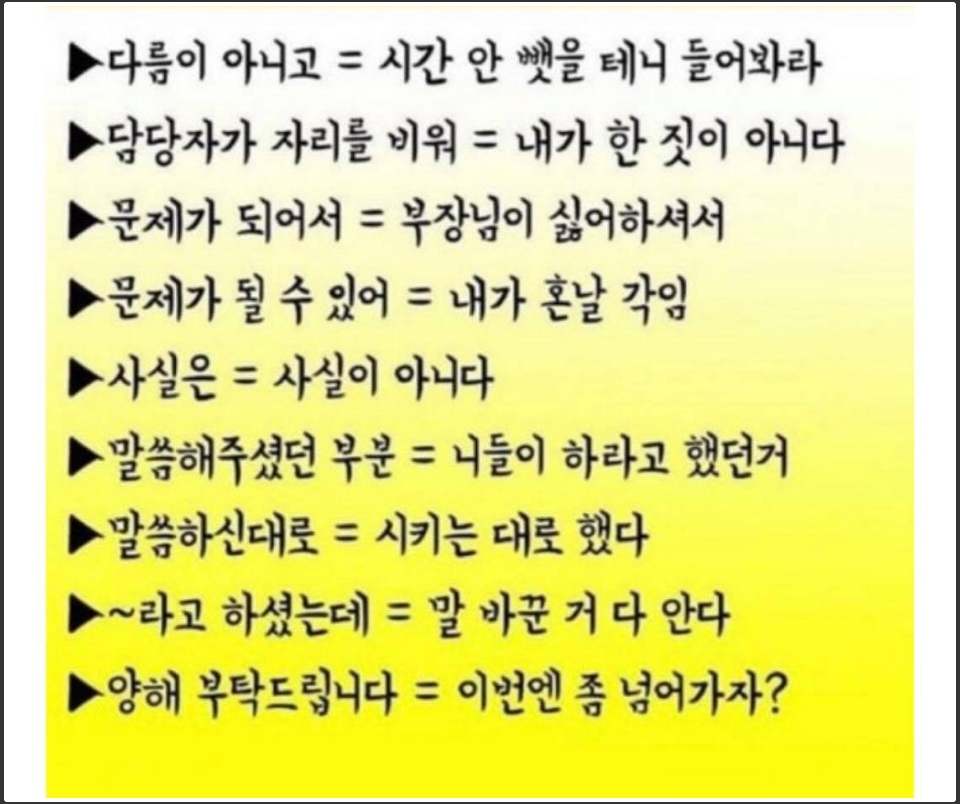 ▶다름이 아니고 = 시간 안 뺏을 테니 들어봐라
▶담당자가 자리를 비워 = 내가 한 짓이 아니다
▶문제가 되어서 = 부장님이 싫어하셔서
▶문제가 될 수 있어 = 내가 혼날 각임
▶사실은 = 사실이 아니다
▶말씀해주셨던 부분 = 니들이 하라고 했던거
▶말씀하신대로 = 시키는 대로 했다
▶~라고 하셨는데 = 말 바꾼 거 다 안다
▶양해 부탁드립니다 = 이번엔 좀 넘어가자?